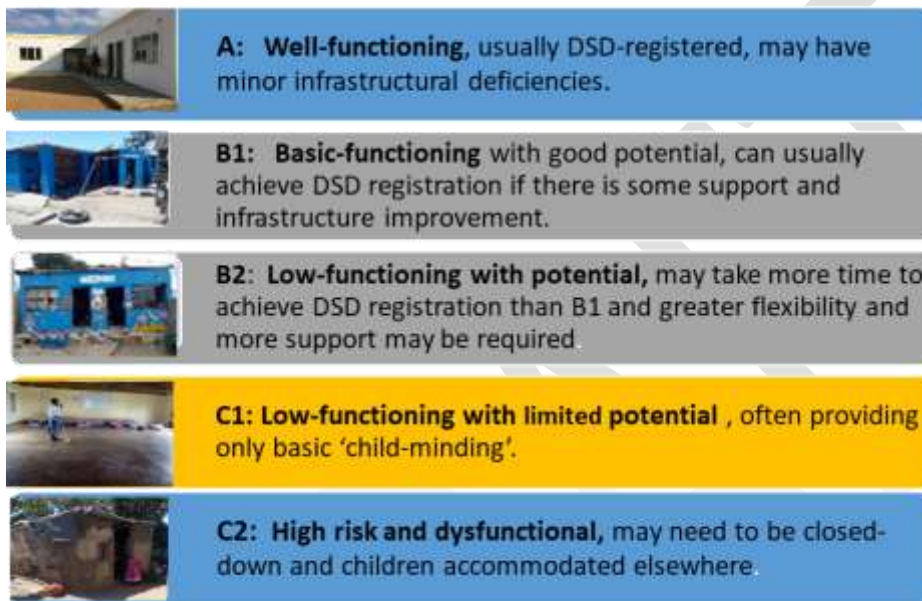 A: Well-functioning, usually DSD-registered, may have
minor infrastructural deficiencies.
B1: Basic-functioning with good potential, can usually
achieve DSD registration if there is some support and
infrastructure improvement.
B2: Low-functioning with potential, may take more time to
achieve DSD registration than B1 and greater flexibility and
more support may be required.
C1: Low-functioning with limited potential , often providing
only basic ‘child-minding’.
C2: High risk and dysfunctional, may need to be closed-
down and children accommodated elsewhere.